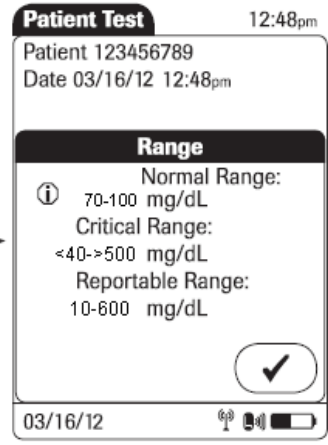 Patient Test 12:48pm
Patient 123456789
Date 03/16/12 12:48pm
Range
Normal Range:
70-100 mg/dL
Critical Range:
<40->500 mg/dL
Reportable Range:
10-600 mg/dL
03/16/12